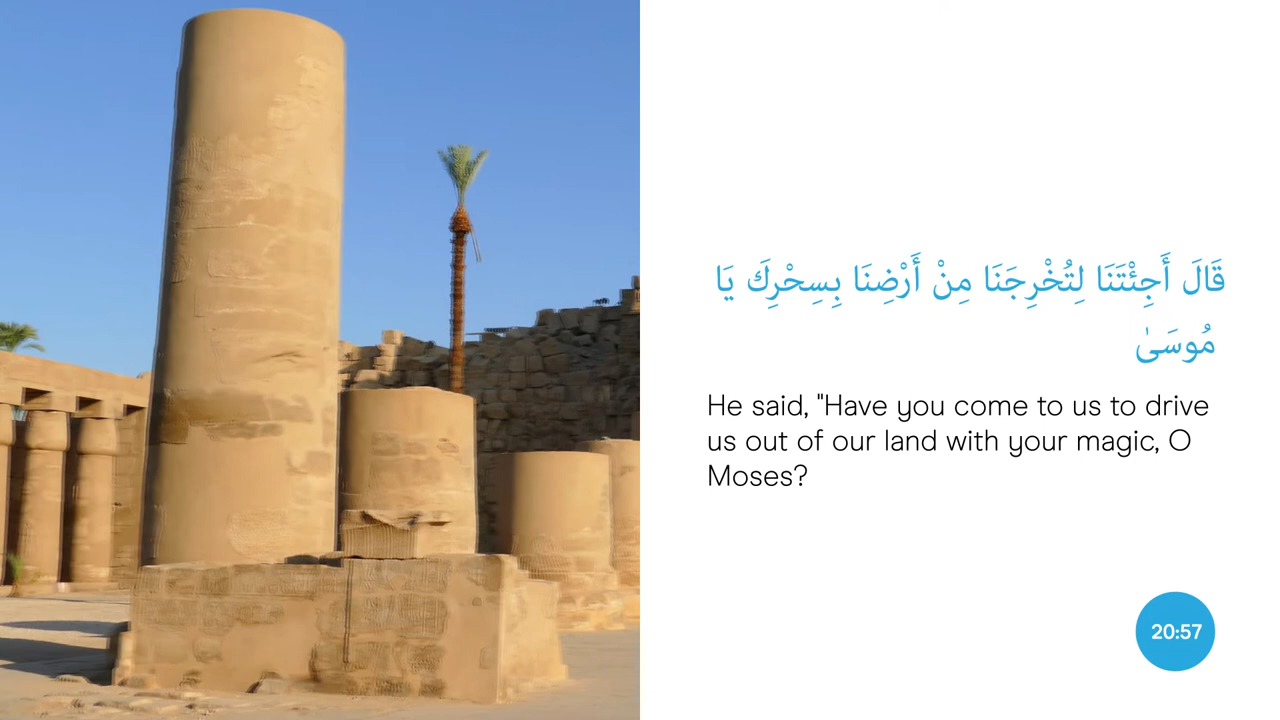 قَالَ أَجِئْتَنَا لِتُخْرِجَنَا مِنْ أَرْضِنَا بِسِحْرِكَ يَا
مُوسَىٰ
He said, "Have you come to us to drive
us out of our land with your magic, O
Moses?
20:57